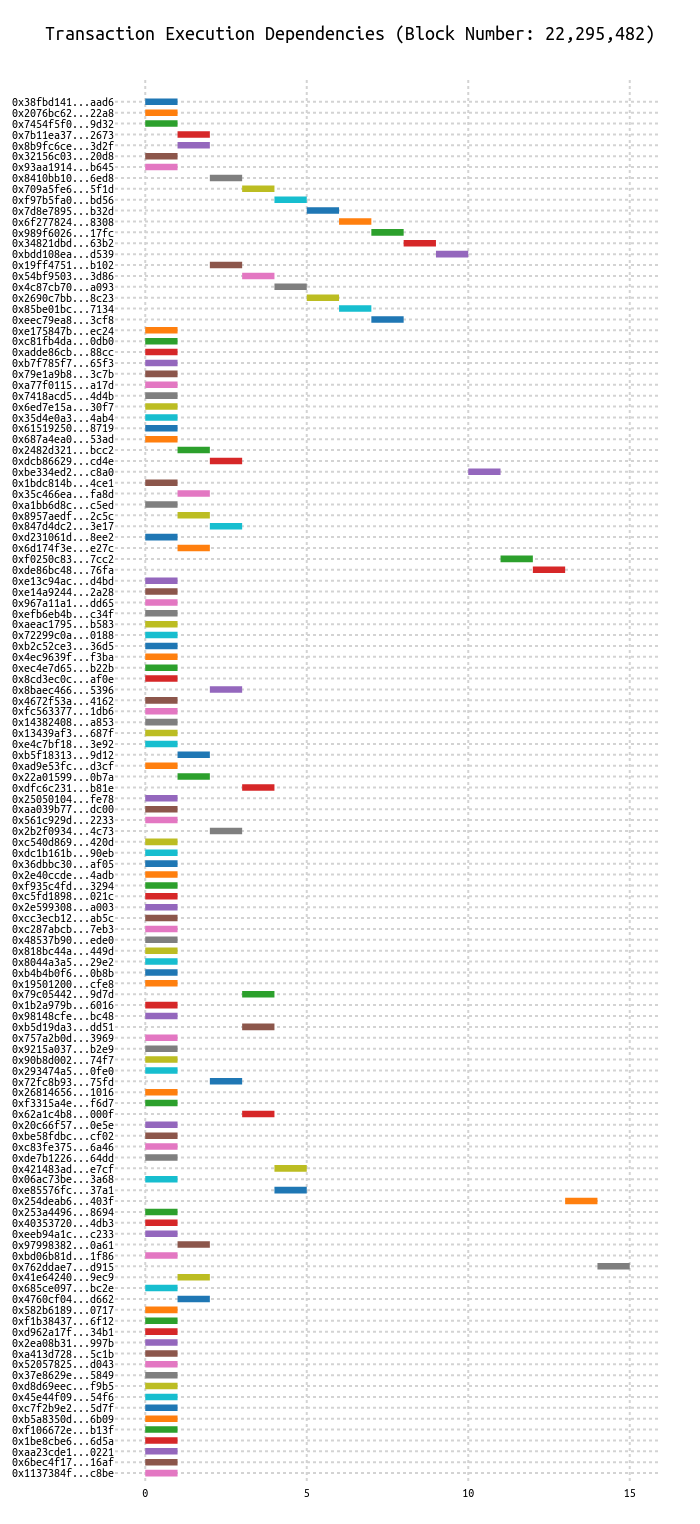 Transaction Execution Dependencies (Block Number: 22,295,482)
0x38fbd141...aad6
0x2076bc62...22a8
0x7454f5f0...9d32
0x7b11ea37...2673
0x8b9fc6ce...3d2f
0x32156c03...20d8
0x93aa1914...b645
0x8410bb10...6ed8
0x709a5fe6...5f1d
0xf97b5fa0...bd56
0x7d8e7895...b32d
0x6f277824...8308
0x989f6026...17fc
0x34821dbd...63b2
0xbdd108ea...d539
0x19ff4751...b102
0x54bf9503...3d86
0x4c87cb70...a093
0x2690c7bb...8c23
0x85be01bc...7134
0xeec79ea8...3cf8
0xe175847b...ec24
0xc81fb4da...0db0
0xadde86cb...88cc
0xb7f785f7...65f3
0x79e1a9b8...3c7b
0xa77f0115...a17d
0x7418acd5...4d4b
0x6ed7e15a...30f7
0x35d4e0a3...4ab4
0x61519250...8719
0x687a4ea0...53ad
0x2482d321...bcc2
0xdcb86629...cd4e
0xbe334ed2...c8a0
0x1bdc814b...4ce1
0x35c466ea...fa8d
0xa1bb6d8c...c5ed
0x8957aedf...2c5c
0x847d4dc2...3e17
0xd231061d...8ee2
0x6d174f3e...e27c
0xf0250c83...7cc2
0xde86bc48...76fa
0xe13c94ac...d4bd
0xe14a9244...2a28
0x967a11a1...dd65
0xefb6eb4b...c34f
0xaeac1795...b583
0x72299c0a...0188
0xb2c52ce3...36d5
0x4ec9639f...f3ba
0xec4e7d65...b22b
0x8cd3ec0c...af0e
0x8baec466...5396
0x4672f53a...4162
0xfc563377...1db6
0x14382408...a853
0x13439af3...687f
0xe4c7bf18...3e92
0xb5f18313...9d12
0xad9e53fc...d3cf
0x22a01599...0b7a
0xdfc6c231...b81e
0x25050104...fe78
0xaa039b77...dc00
0x561c929d...2233
0x2b2f0934...4c73
0xc540d869...420d
0xdc1b161b...90eb
0x36dbbc30...af05
0x2e40ccde...4adb
0xf935c4fd...3294
0xc5fd1898...021c
0x2e599308...a003
0xcc3ecb12...ab5c
0xc287abcb...7eb3
0x48537b90...ede0
0x818bc44a...449d
0x8044a3a5...29e2
0xb4b4b0f6...0b8b
0x19501200...cfe8
0x79c05442...9d7d
0x1b2a979b...6016
0x98148cfe...bc48
0xb5d19da3...dd51
0x757a2b0d...3969
0x9215a037...b2e9
0x90b8d002...74f7
0x293474a5...0fe0
0x72fc8b93...75fd
0x26814656...1016
0xf3315a4e...f6d7
0x62a1c4b8...000f
0x20c66f57...0e5e
0xbe58fdbc...cf02
0xc83fe375...6a46
0xde7b1226...64dd
0x421483ad...e7cf
0x06ac73be...3a68
0xe85576fc...37a1
0x254deab6...403f
0x253a4496...8694
0x40353720...4db3
0xeeb94a1c...c233
0x97998382...0a61
0xbd06b81d...1f86
0x762ddae7...d915
0x41e64240...9ec9
0x685ce097...bc2e
0x4760cf04...d662
0x582b6189...0717
0xf1b38437...6f12
0xd962a17f...34b1
0x2ea08b31...997b
0xa413d728...5c1b
0x52057825...d043
0x37e8629e...5849
0xd8d69eec...f9b5
0x45e44f09...54f6
0xc7f2b9e2...5d7f
0xb5a8350d...6b09
0xf106672e...b13f
0x1be8cbe6...6d5a
0xaa23cde1...0221
0x6bec4f17...16af
0x1137384f...c8be
0 5 10 15